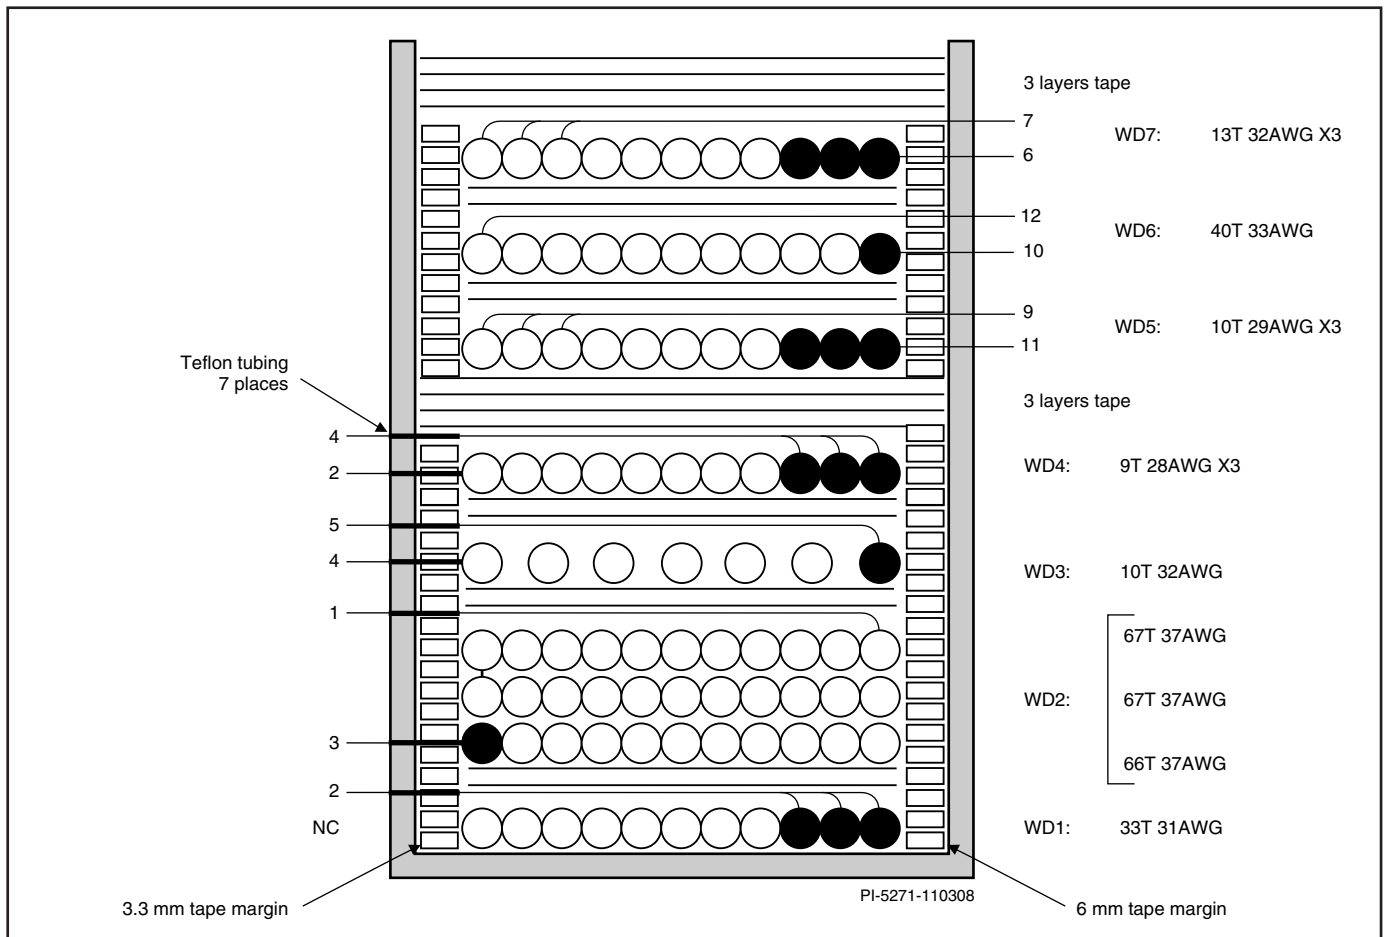 3 layers tape
7
WD7: 13T 32AWG X3
6
12
WD6: 40T 33AWG
10
9
WD5: 10T 29AWG X3
11
Teflon tubing
7 places
3 layers tape
4
WD4: 9T 28AWG X3
2
5
4
WD3: 10T 32AWG
1
67T 37AWG
WD2: 67T 37AWG
3
66T 37AWG
2
NC
WD1: 33T 31AWG
PI-5271-110308
3.3 mm tape margin
6 mm tape margin